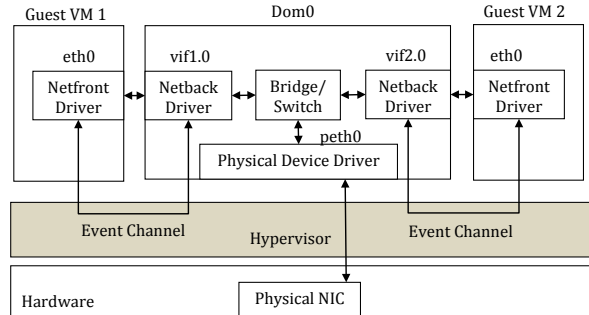 Guest VM 1
Dom0
Guest VM 2
eth0
vif1.0
vif2.0
eth0
Netfront
Driver
Netback
Driver
Bridge/
Switch
Netback
Driver
Netfront
Driver
peth0
Physical Device Driver
Event Channel
Hypervisor
Event Channel
Hardware
Physical NIC